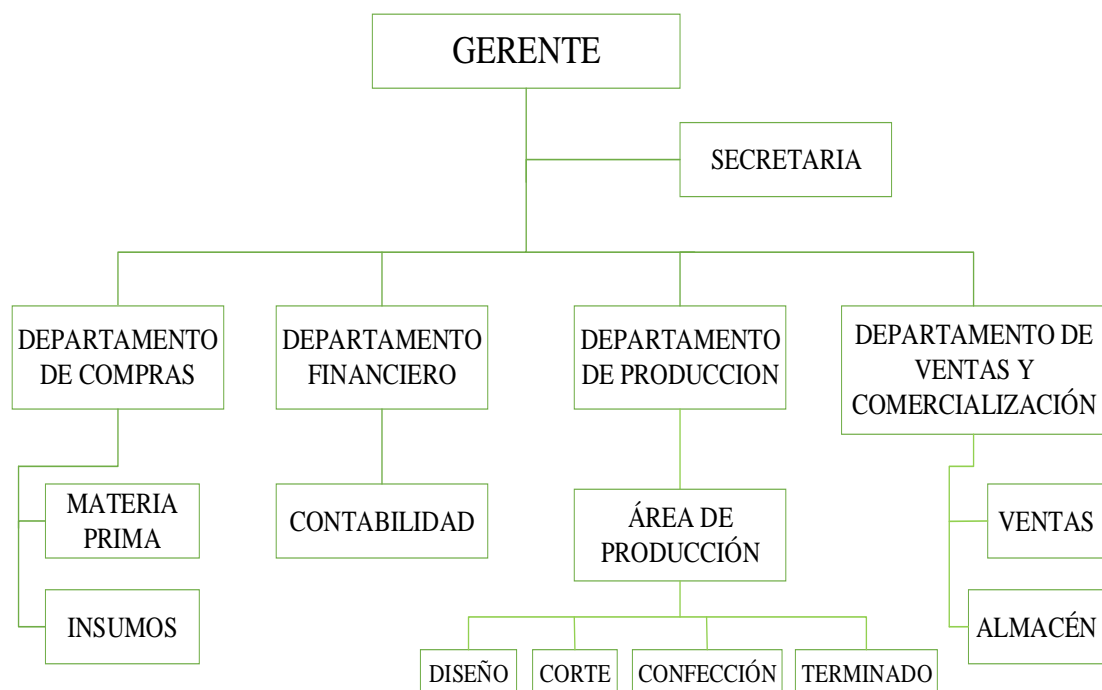 GERENTE
SECRETARIA
DEPARTAMENTO
DE COMPRAS
DEPARTAMENTO
FINANCIERO
DEPARTAMENTO
DE PRODUCCION
DEPARTAMENTO DE
VENTAS Y
COMERCIALIZACIÓN
MATERIA
PRIMA
CONTABILIDAD
ÁREA DE
PRODUCCIÓN
VENTAS
INSUMOS
ALMACÉN
DISEÑO
CORTE
CONFECCIÓN
TERMINADO